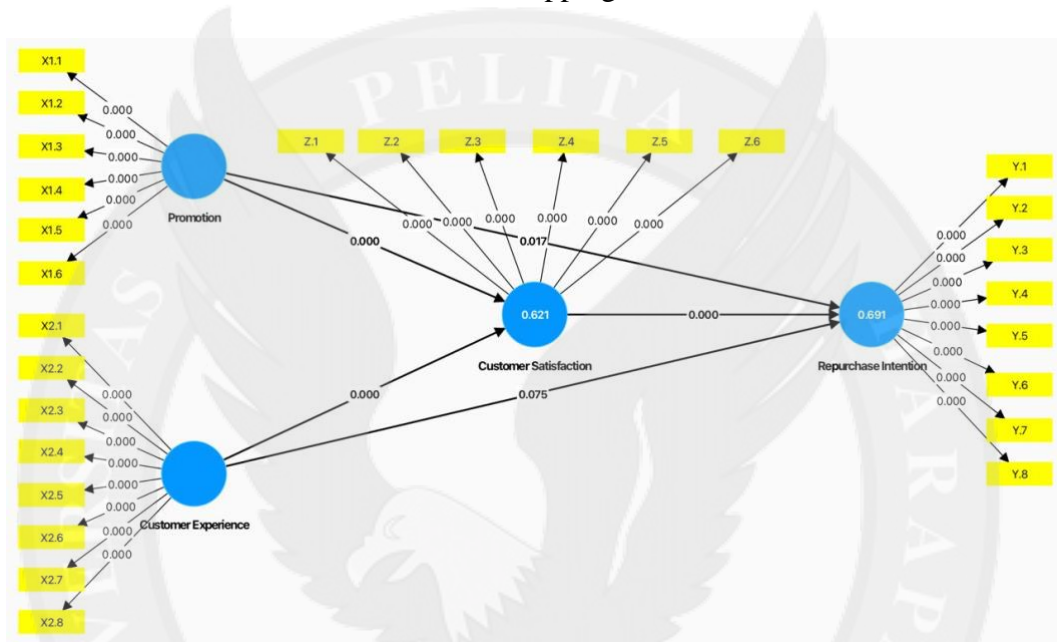 pping
PELITA
X1.1
X1.2
X1.3
X1.4
X1.5
X1.6
0.000
0.000
0.000
0.000
0.000
0.000
Promotion
Z.1 Z.2 Z.3 Z.4 Z.5 Z.6
0.000 0.000 0.000 0.000 0.000 0.000
0.017
0.000
0.621
Customer Satisfaction
0.000
0.000
0.075
X2.1
X2.2
X2.3
X2.4
X2.5
X2.6
X2.7
X2.8
0.000
0.000
0.000
0.000
0.000
0.000
0.000
0.000
Customer Experience
0.691
Repurchase Intention
0.000
0.000
0.000
0.000
0.000
0.000
0.000
0.000
Y.1
Y.2
Y.3
Y.4
Y.5
Y.6
Y.7
Y.8
HARAP